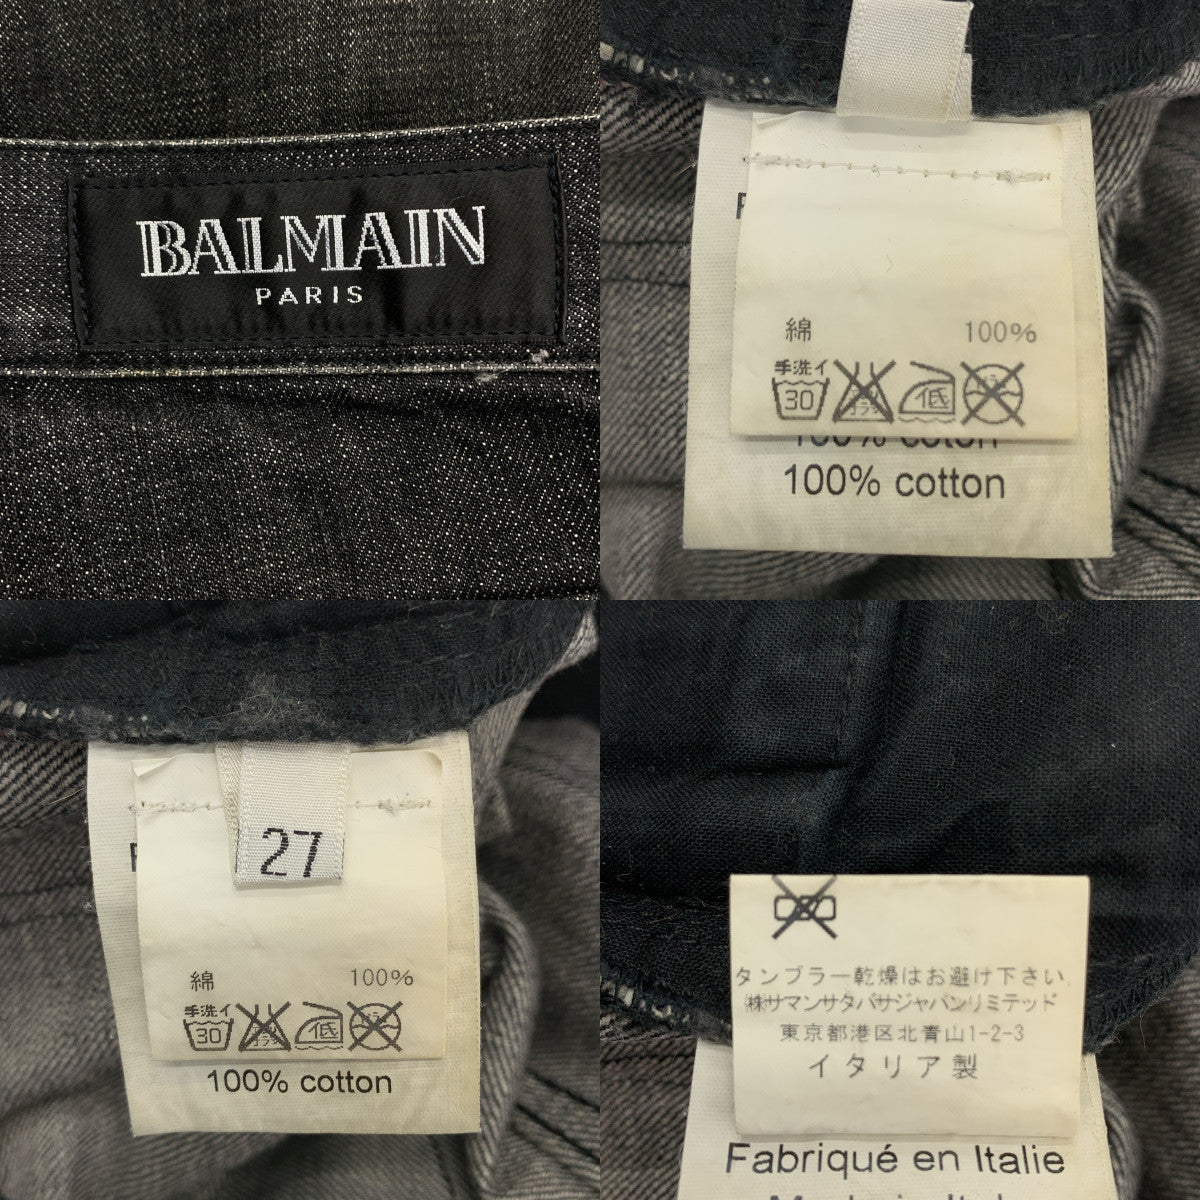 BALMAIN
PARIS
綿 100%
手洗イ
30 低
100% coton
100% cotton
27
綿 100%
手洗イ
30 低
100% cotton
タンブラー乾燥はお避け下さい
㈱サマンサタバサジャパンリミテッド
東京都港区北青山1-2-3
イタリア製
Fabriqué en Italie